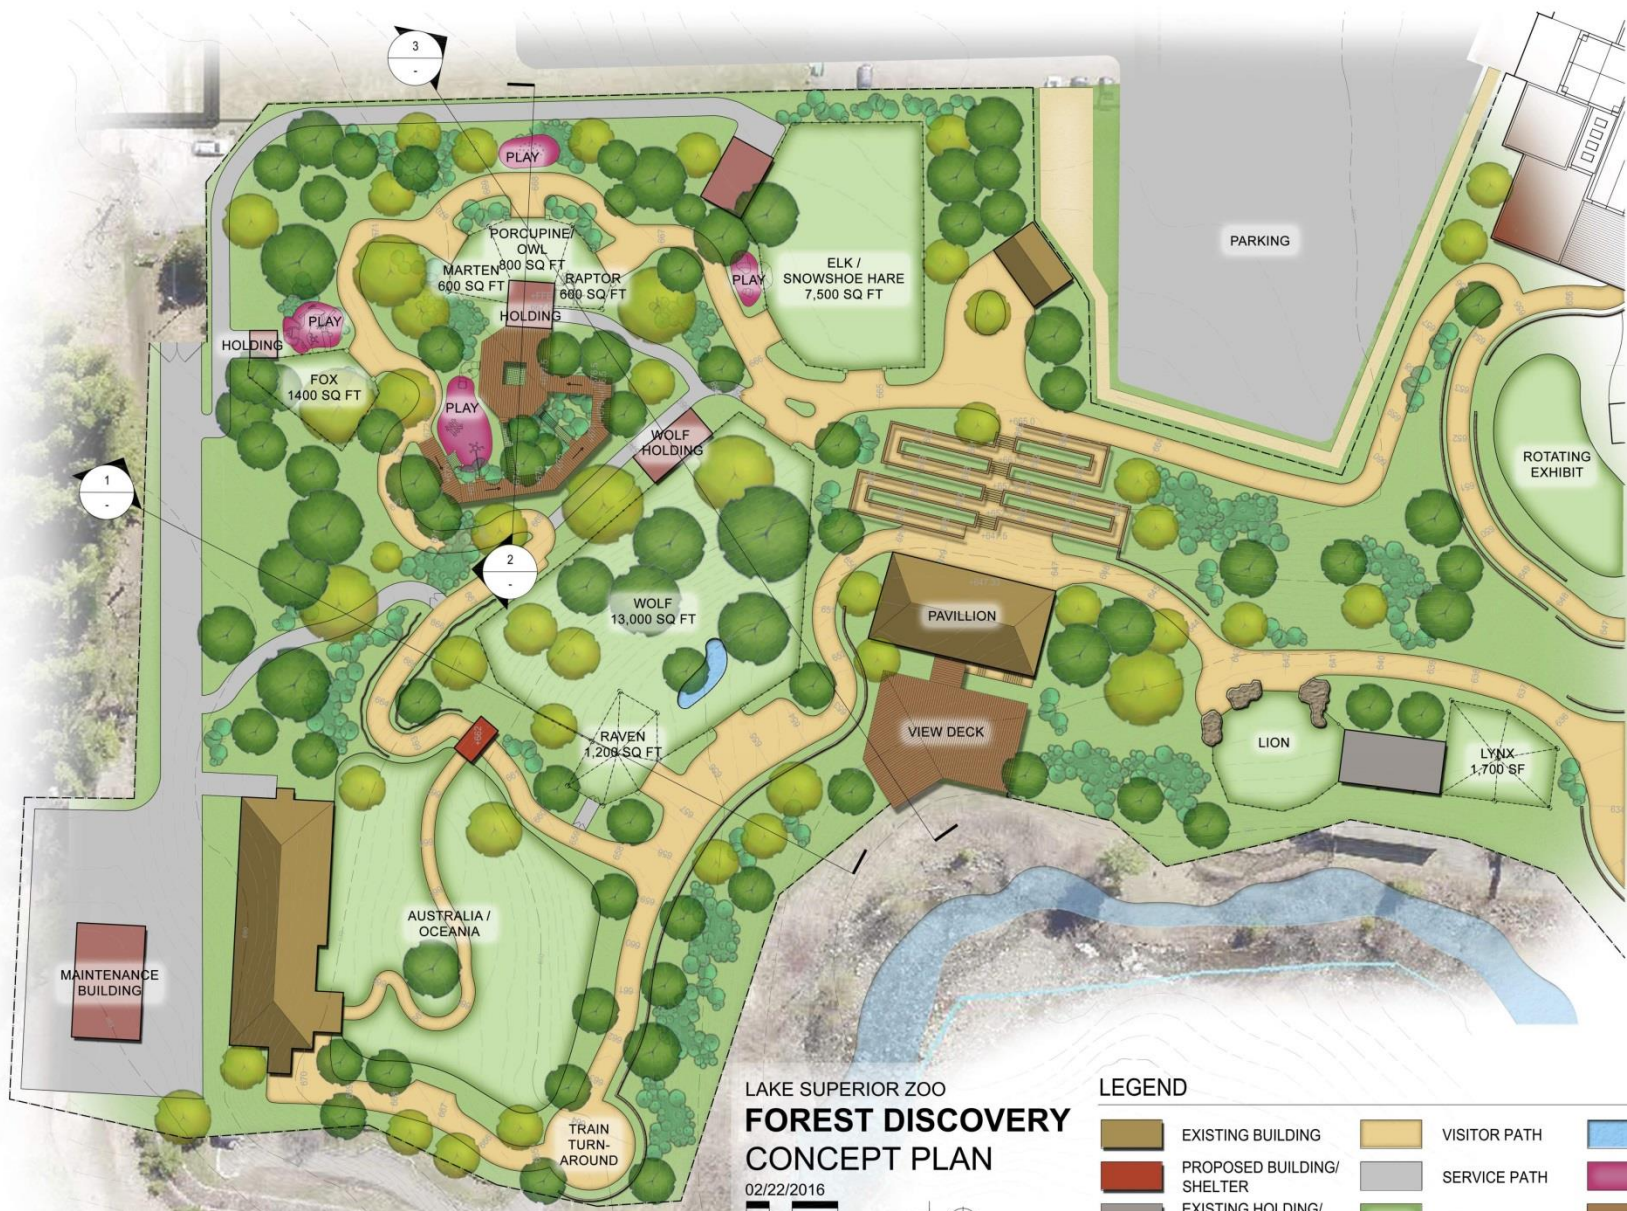 3
-
PLAY
PORCUPINE/
OWL
800 SQ FT
MARTEN
600 SQ FT
RAPTOR
600 SQ FT
HOLDING
PLAY
ELK /
SNOWSHOE HARE
7,500 SQ FT
PARKING
PLAY
HOLDING
FOX
1400 SQ FT
PLAY
WOLF
HOLDING
ROTATING
EXHIBIT
1
-
2
-
WOLF
13,000 SQ FT
PAVILLION
RAVEN
1,200 SQ FT
VIEW DECK
LION
LYNX
1,700 SF
AUSTRALIA /
OCEANIA
MAINTENANCE
BUILDING
TRAIN
TURN-
AROUND
LAKE SUPERIOR ZOO
FOREST DISCOVERY
CONCEPT PLAN
02/22/2016
LEGEND
EXISTING BUILDING
VISITOR PATH
PROPOSED BUILDING/
SHELTER
SERVICE PATH
EXISTING HOLDING/